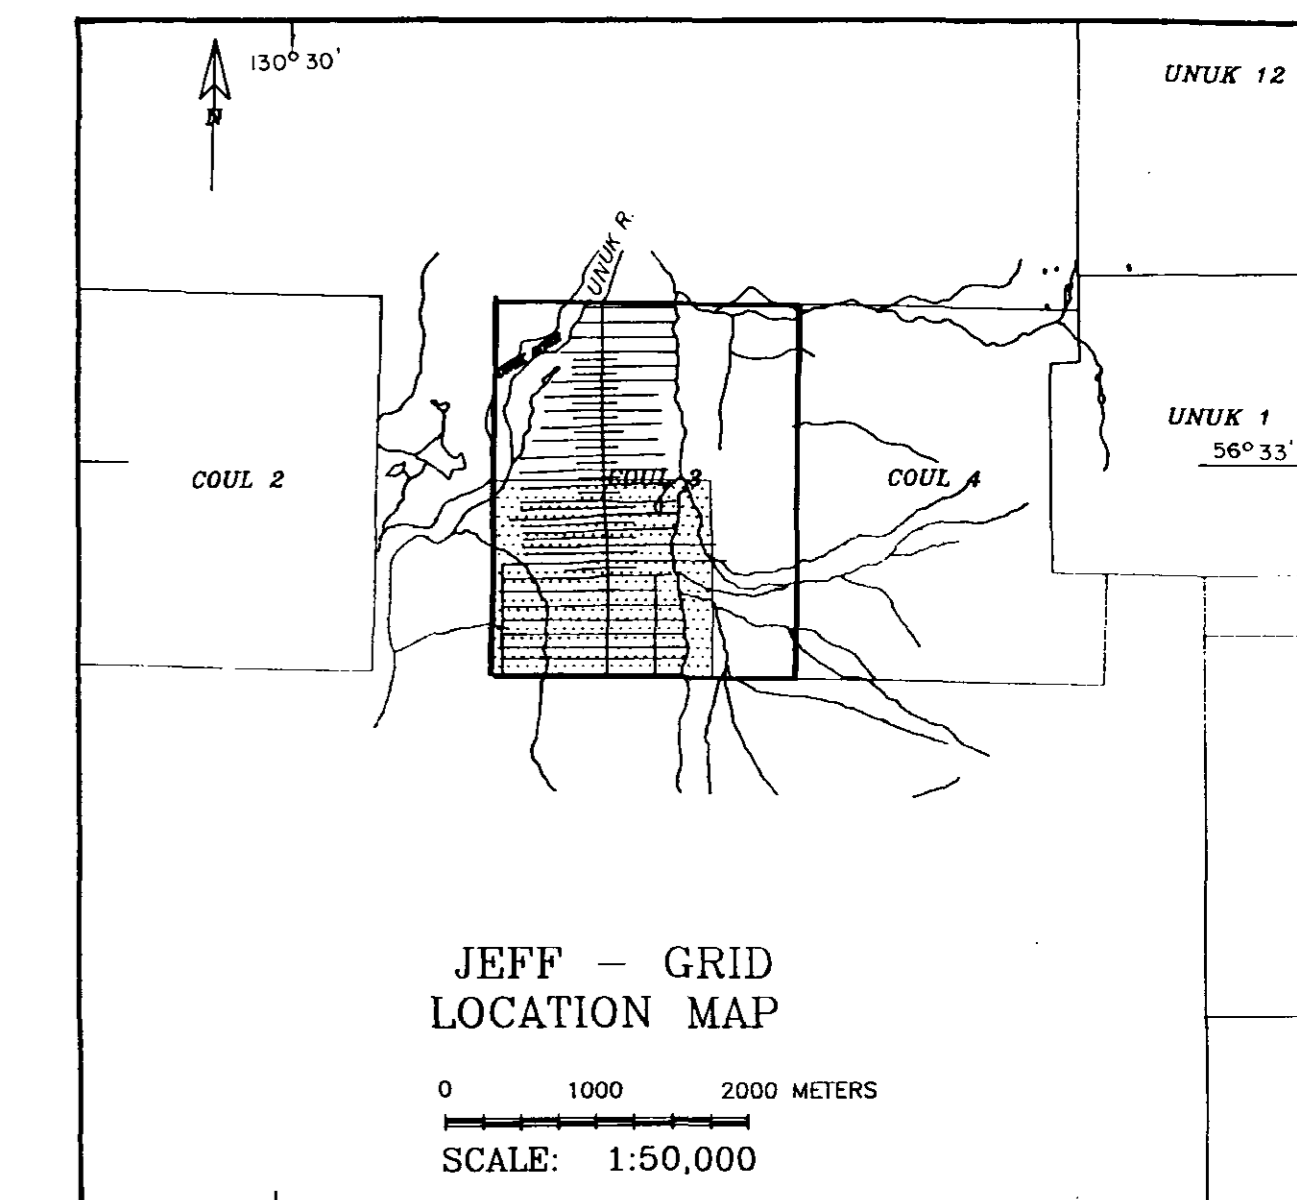 130° 30'
N
UNUK 12
UNUK R.
UNUK 1
56° 33'
COUL 2
COUL 3
COUL 4
JEFF – GRID
LOCATION MAP
0 1000 2000 METERS
SCALE: 1:50,000